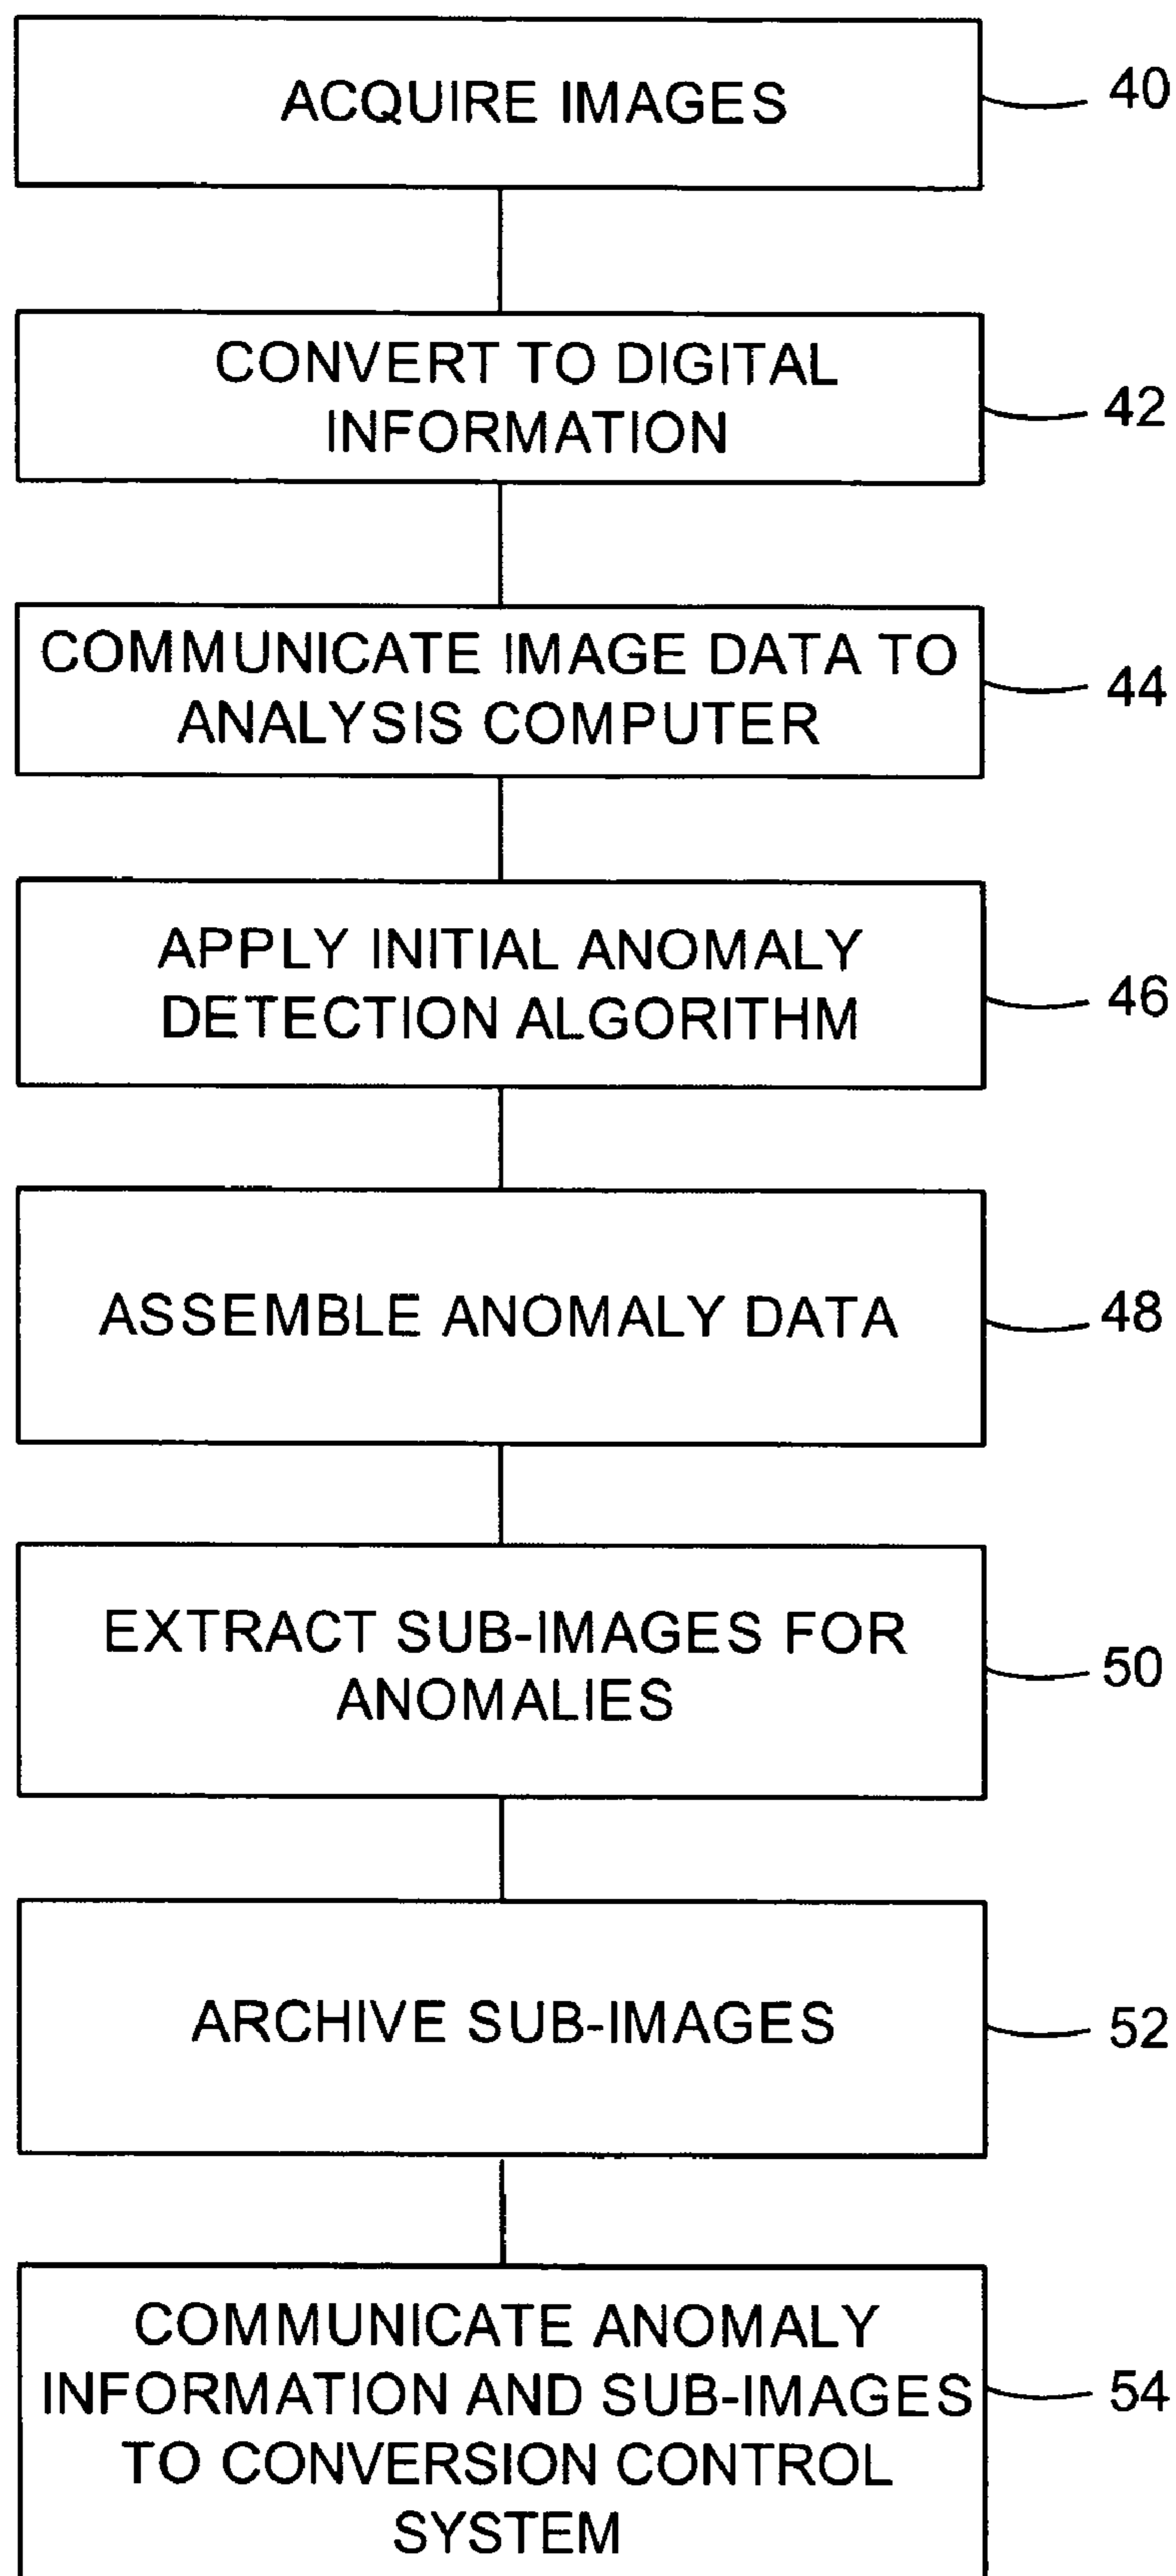 ACQUIRE IMAGES
40
CONVERT TO DIGITAL
INFORMATION
42
COMMUNICATE IMAGE DATA TO
ANALYSIS COMPUTER
44
APPLY INITIAL ANOMALY
DETECTION ALGORITHM
46
ASSEMBLE ANOMALY DATA
48
EXTRACT SUB-IMAGES FOR
ANOMALIES
50
ARCHIVE SUB-IMAGES
52
COMMUNICATE ANOMALY
INFORMATION AND SUB-IMAGES
TO CONVERSION CONTROL
SYSTEM
54